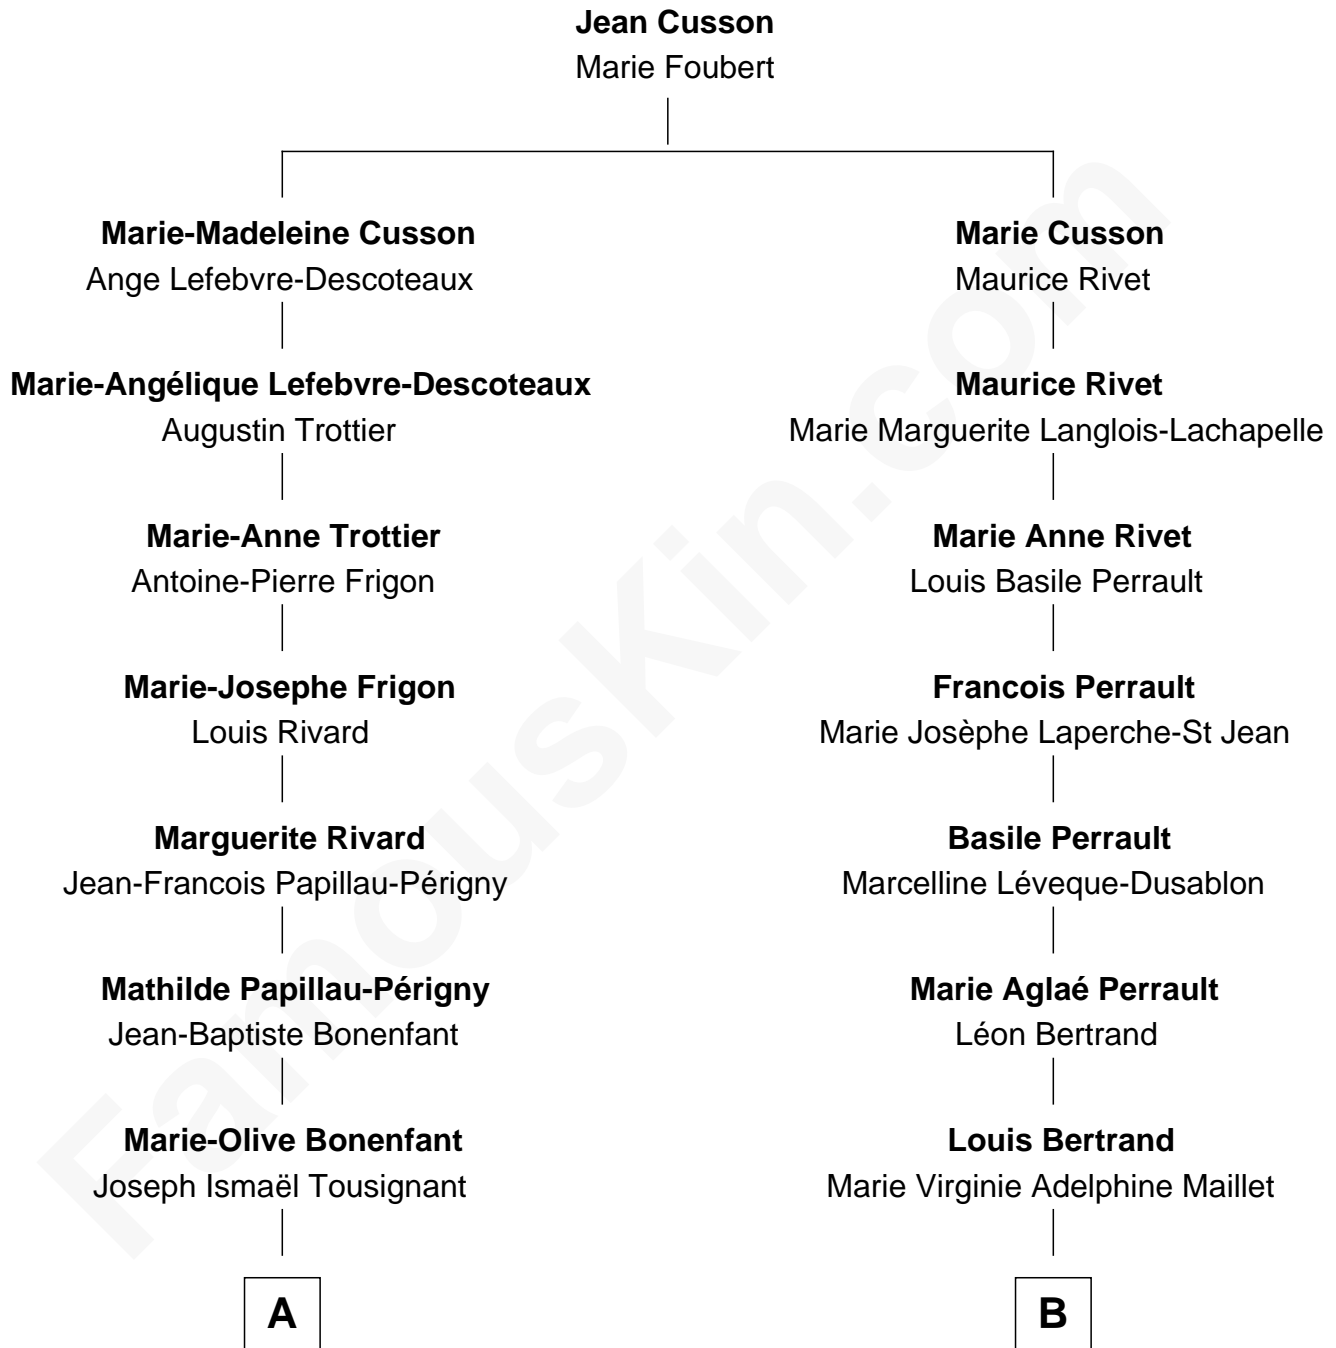 Jean Cusson
Marie Foubert
Marie-Madeleine Cusson
Ange Lefebvre-Descoteaux
Marie Cusson
Maurice Rivet
Marie-Angélique Lefebvre-Descoteaux
Augustin Trottier
Maurice Rivet
Marie Marguerite Langlois-Lachapelle
Marie-Anne Trottier
Antoine-Pierre Frigon
Marie Anne Rivet
Louis Basile Perrault
Marie-Josephe Frigon
Louis Rivard
Francois Perrault
Marie Josèphe Laperche-St Jean
Marguerite Rivard
Jean-Francois Papillau-Périgny
Basile Perrault
Marcelline Léveque-Dusablon
Mathilde Papillau-Périgny
Jean-Baptiste Bonenfant
Marie Aglaé Perrault
Léon Bertrand
Marie-Olive Bonenfant
Joseph Ismaël Tousignant
Louis Bertrand
Marie Virginie Adelphine Maillet
A
B
FamousKin.com